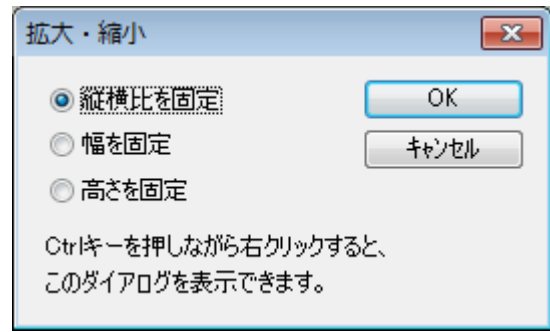 拡大・縮小
縦横比を固定
OK
幅を固定
キャンセル
高さを固定
Ctrlキーを押しながら右クリックすると、
このダイアログを表示できます。